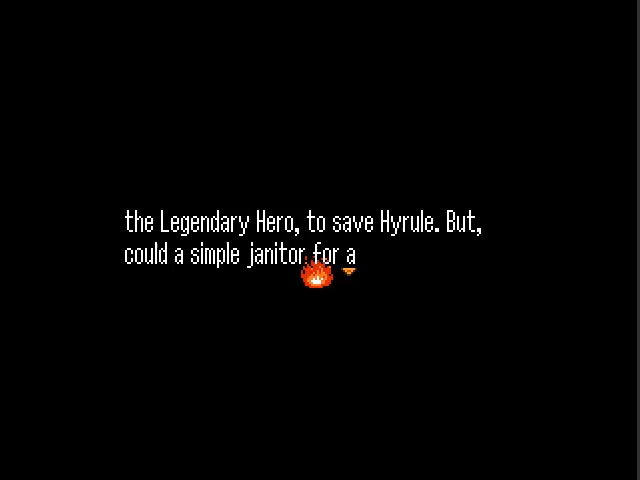 the Legendary Hero, to save Hyrule. But,
could a simple janitor for a